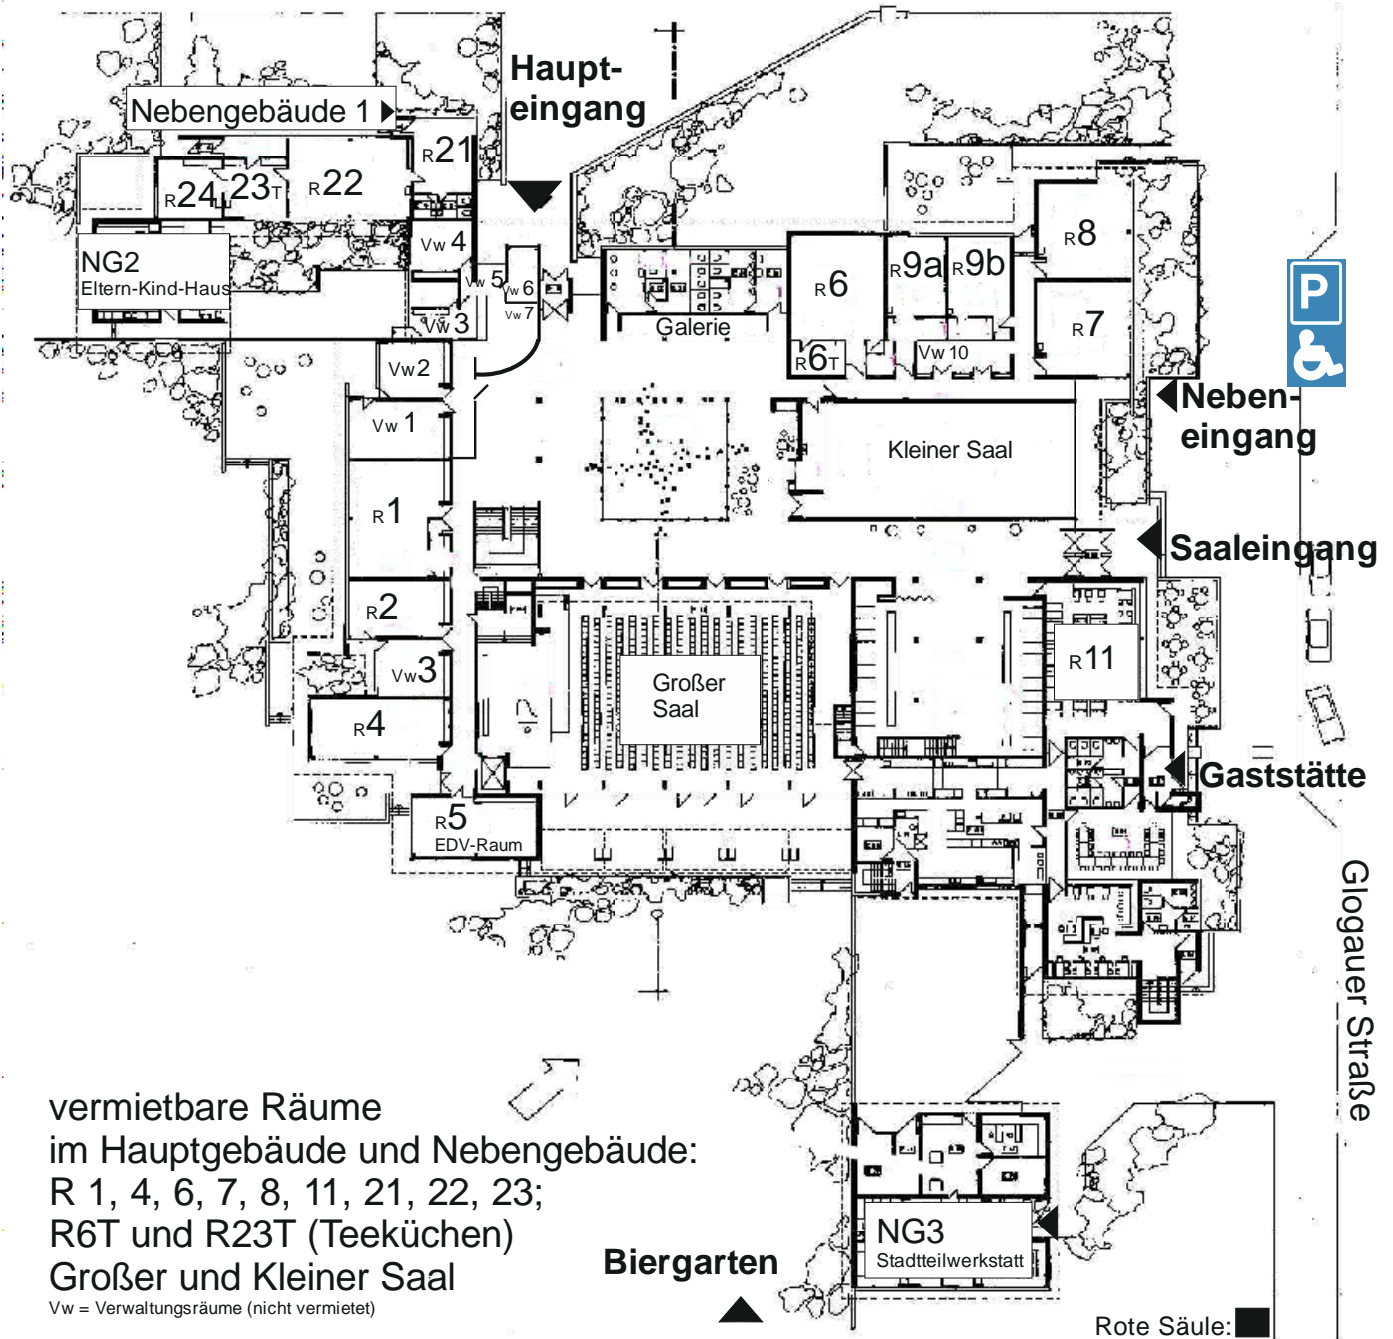 Haupt-
eingang
Nebengebäude 1
R21
R24
23T
R22
R8
NG2
Eltern-Kind-Haus
Vw 4
Vw 5
Vw 6
Vw 7
Vw 3
R6
R9a
R9b
P
R7
Galerie
R6T
Vw 10
Vw2
Neben-
eingang
Vw 1
Kleiner Saal
R1
Saaleingang
R2
R11
Vw3
Großer
Saal
R4
Gaststätte
R5
EDV-Raum
Glogauer Straße
vermietbare Räume
im Hauptgebäude und Nebengebäude:
R 1, 4, 6, 7, 8, 11, 21, 22, 23;
R6T und R23T (Teeküchen)
Großer und Kleiner Saal
Vw = Verwaltungsräume (nicht vermietet)
NG3
Stadtteilwerkstatt
Biergarten
Rote Säule: